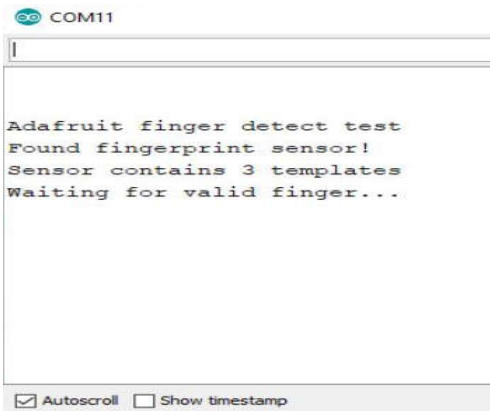 COM11
Adafruit finger detect test
Found fingerprint sensor!
Sensor contains 3 templates
Waiting for valid finger...
Autoscroll Show timestamp